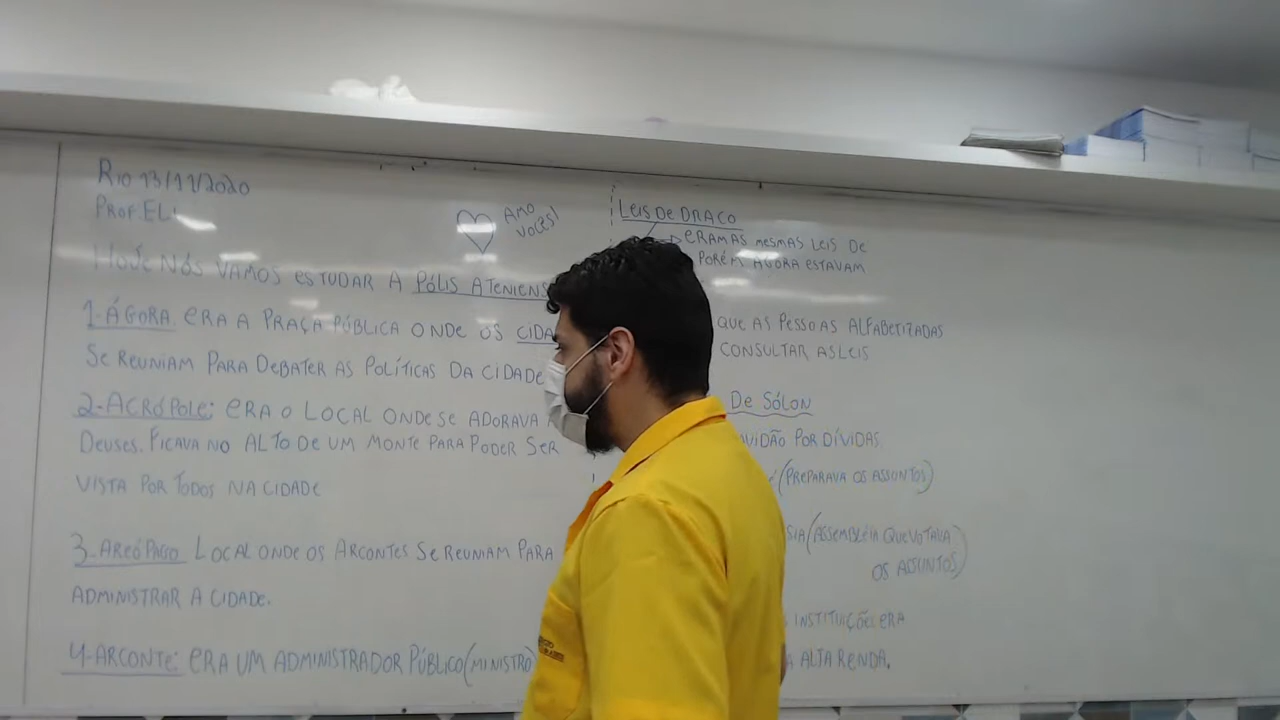 RIO 13/11/2020
PROF. ELI
HOJE NÓS VAMOS ESTUDAR A PÓLIS ATENIENS
1-ÁGORA ERA A PRAÇA PÚBLICA ONDE OS CIDA
SE REUNIAM PARA DEBATER AS POLÍTICAS DA CIDADE
2-ACRÓPOLE: ERA O LOCAL ONDE SE ADORAVA
DEUSES. FICAVA NO ALTO DE UM MONTE PARA PODER SER
VISTA POR TODOS NA CIDADE
3-AREÓPAGO LOCAL ONDE OS ARCONTES SE REUNIAM PARA
ADMINISTRAR A CIDADE.
4-ARCONTE: ERA UM ADMINISTRADOR PÚBLICO (MINISTRO)
AMO
VOCÊS!
LEIS DE DRACO
ERAM AS MESMAS LEIS DE
PORÉM AGORA ESTAVAM
QUE AS PESSOAS ALFABETIZADAS
CONSULTAR AS LEIS
DE SÓLON
VIDÃO POR DÍVIDAS.
(PREPARAVA OS ASSUNTOS)
SIA (ASSEMBLÉIA QUE VOTAVA
OS ASSUNTOS)
INSTITUIÇÕES ERA
A ALTA RENDA.